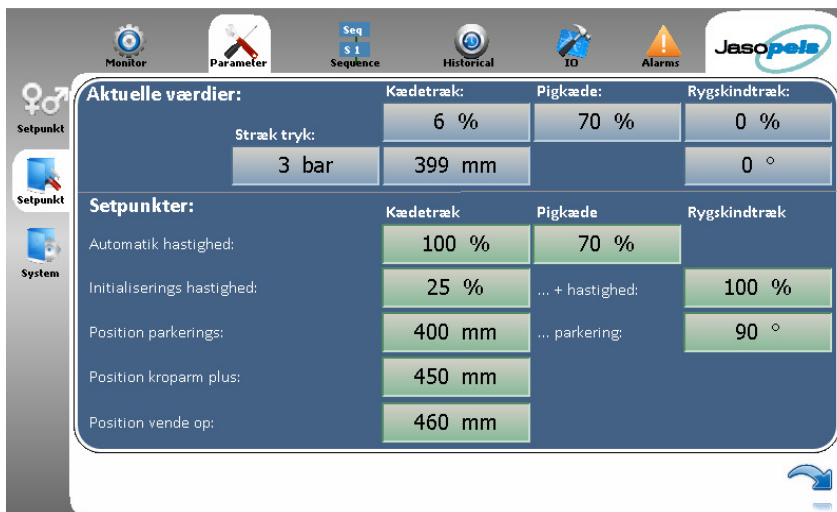 Monitor Parameter Seq S 1 Sequence Historical IO Alarms Jasopels
Setpunkt
Setpunkt
System
Aktuelle værdier: Kædetræk: Pigkæde: Rygskindtræk:
6 % 70 % 0 %
Stræk tryk:
3 bar 399 mm 0 °
Setpunkter: Kædetræk Pigkæde Rygskindtræk
Automatik hastighed: 100 % 70 %
Initialiserings hastighed: 25 % ... + hastighed: 100 %
Position parkerings: 400 mm ... parkering: 90 °
Position kroparm plus: 450 mm
Position vende op: 460 mm